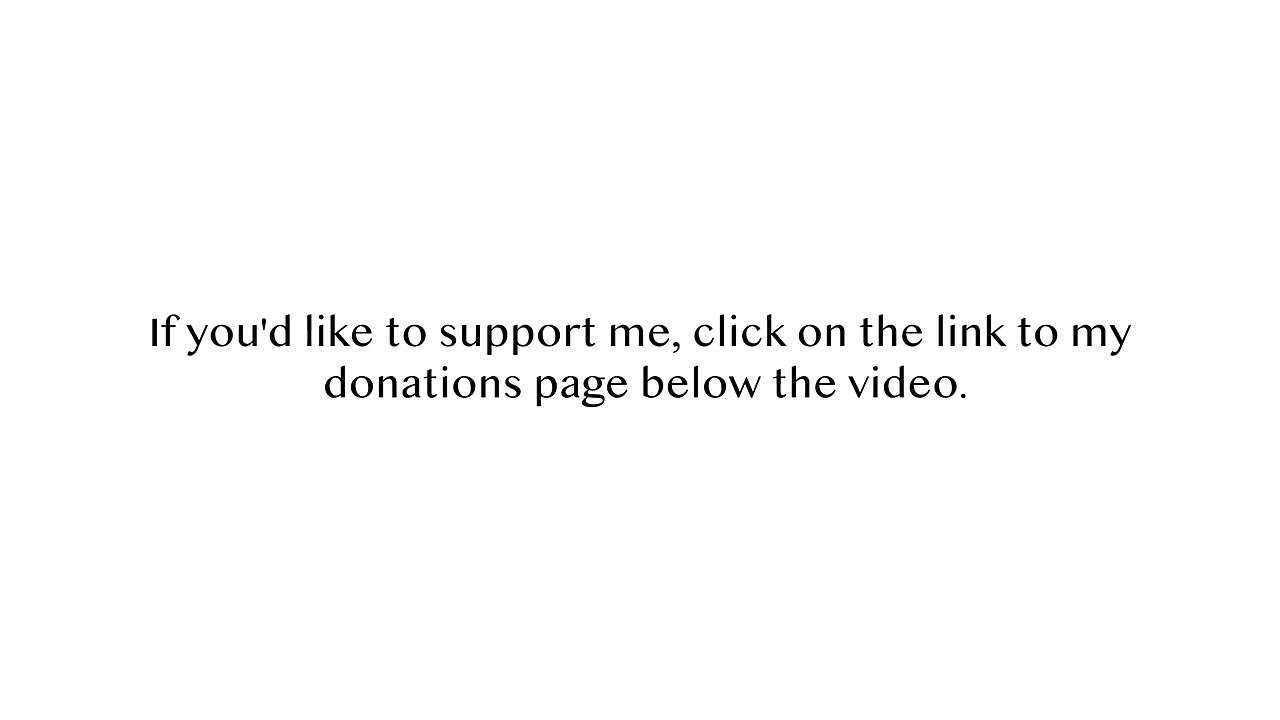 If you'd like to support me, click on the link to my
donations page below the video.